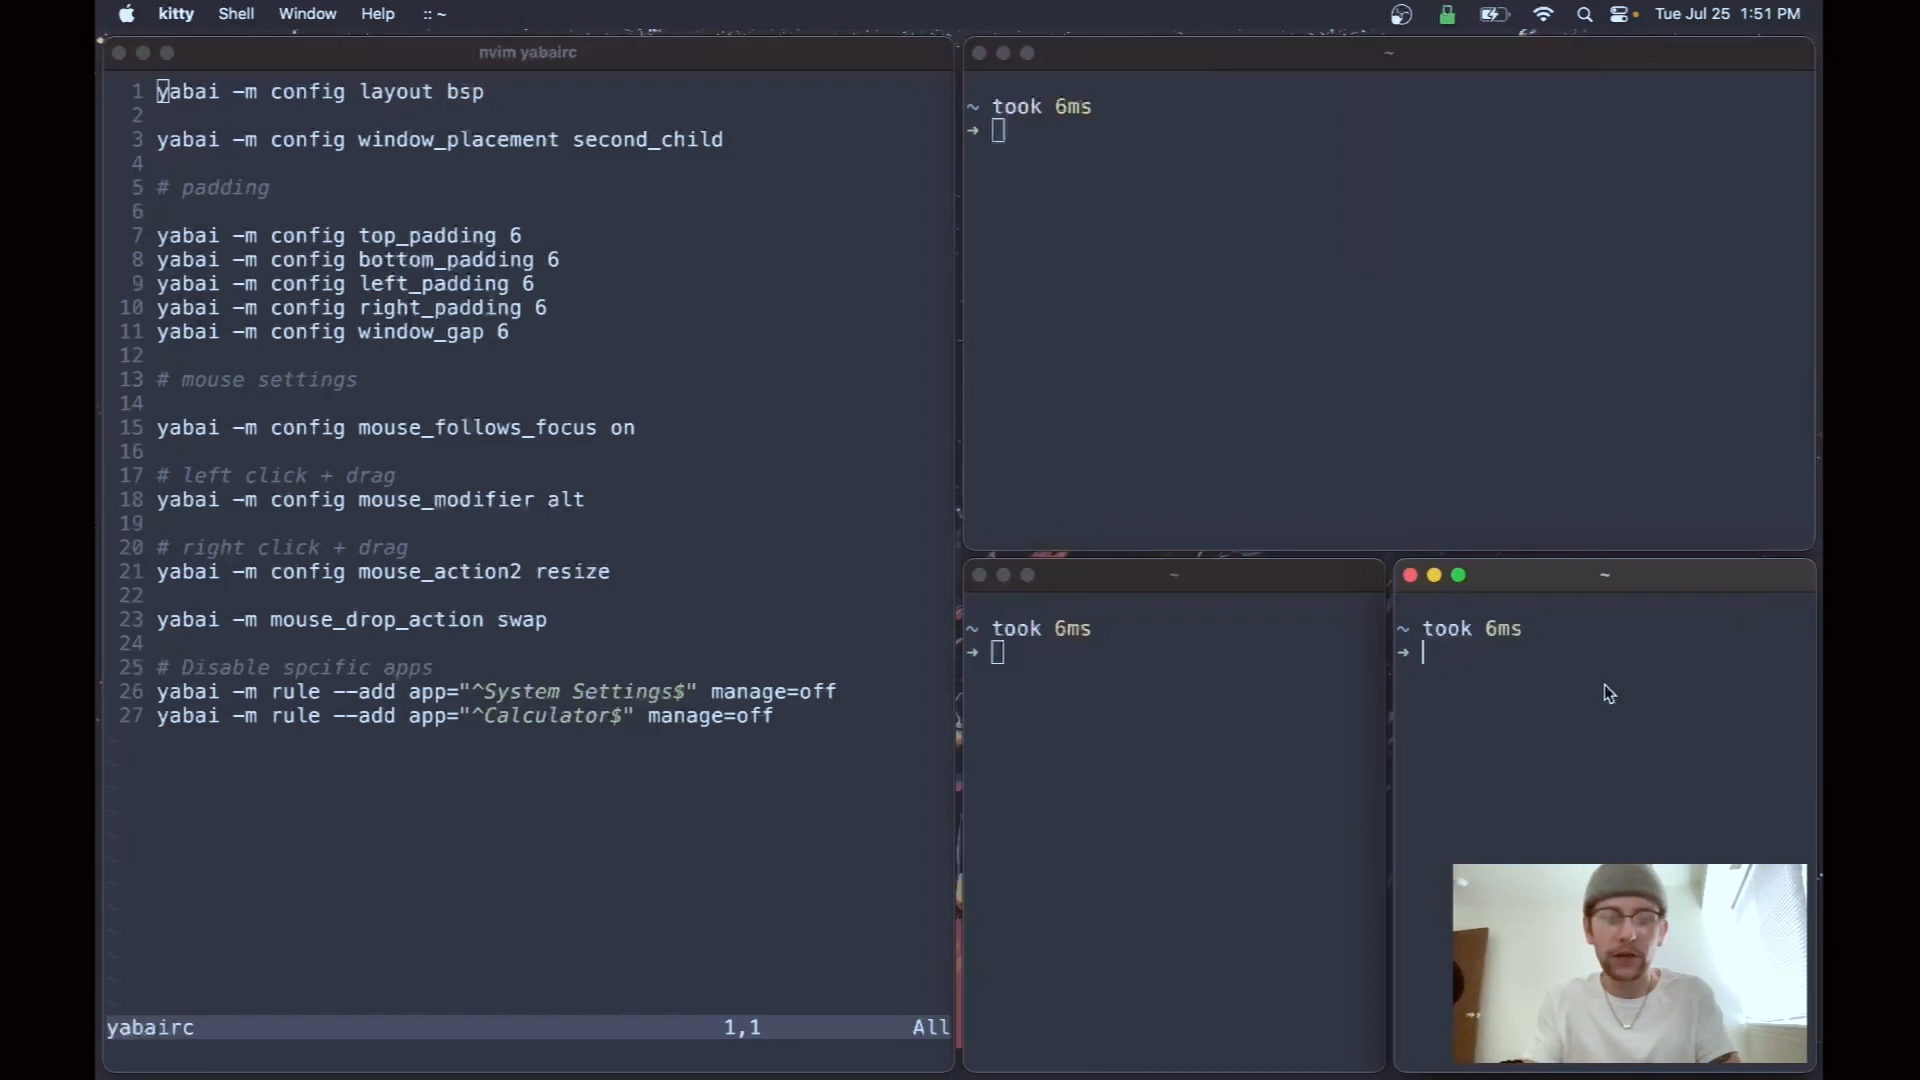 kitty Shell Window Help :: ~ Tue Jul 25 1:51 PM
nvim yabairc
1 yabai -m config layout bsp
2
3 yabai -m config window_placement second_child
4
5 # padding
6
7 yabai -m config top_padding 6
8 yabai -m config bottom_padding 6
9 yabai -m config left_padding 6
10 yabai -m config right_padding 6
11 yabai -m config window_gap 6
12
13 # mouse settings
14
15 yabai -m config mouse_follows_focus on
16
17 # left click + drag
18 yabai -m config mouse_modifier alt
19
20 # right click + drag
21 yabai -m config mouse_action2 resize
22
23 yabai -m mouse_drop_action swap
24
25 # Disable spcific apps
26 yabai -m rule --add app="^System Settings$" manage=off
27 yabai -m rule --add app="^Calculator$" manage=off
yabairc 1,1 All
~
~ took 6ms
➜
~
~ took 6ms
➜
~
~ took 6ms
➜